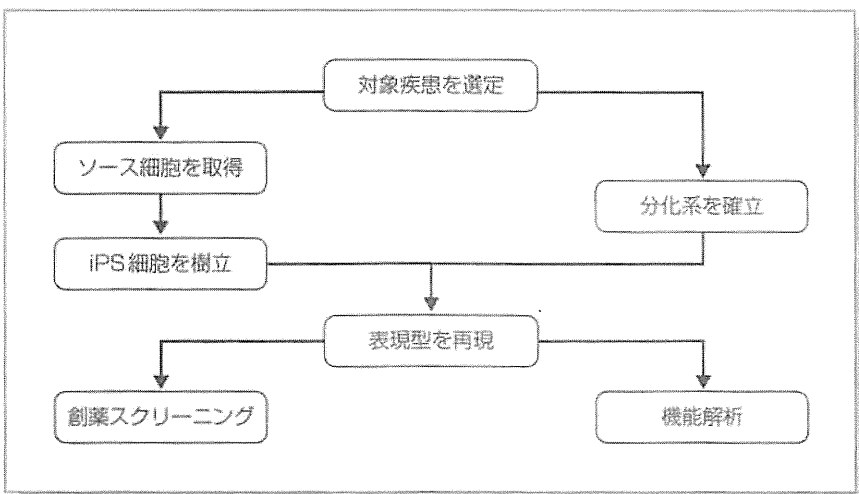 対象疾患を選定
ソース細胞を取得
分化系を確立
iPS細胞を樹立
表現型を再現
創薬スクリーニング
機能解析